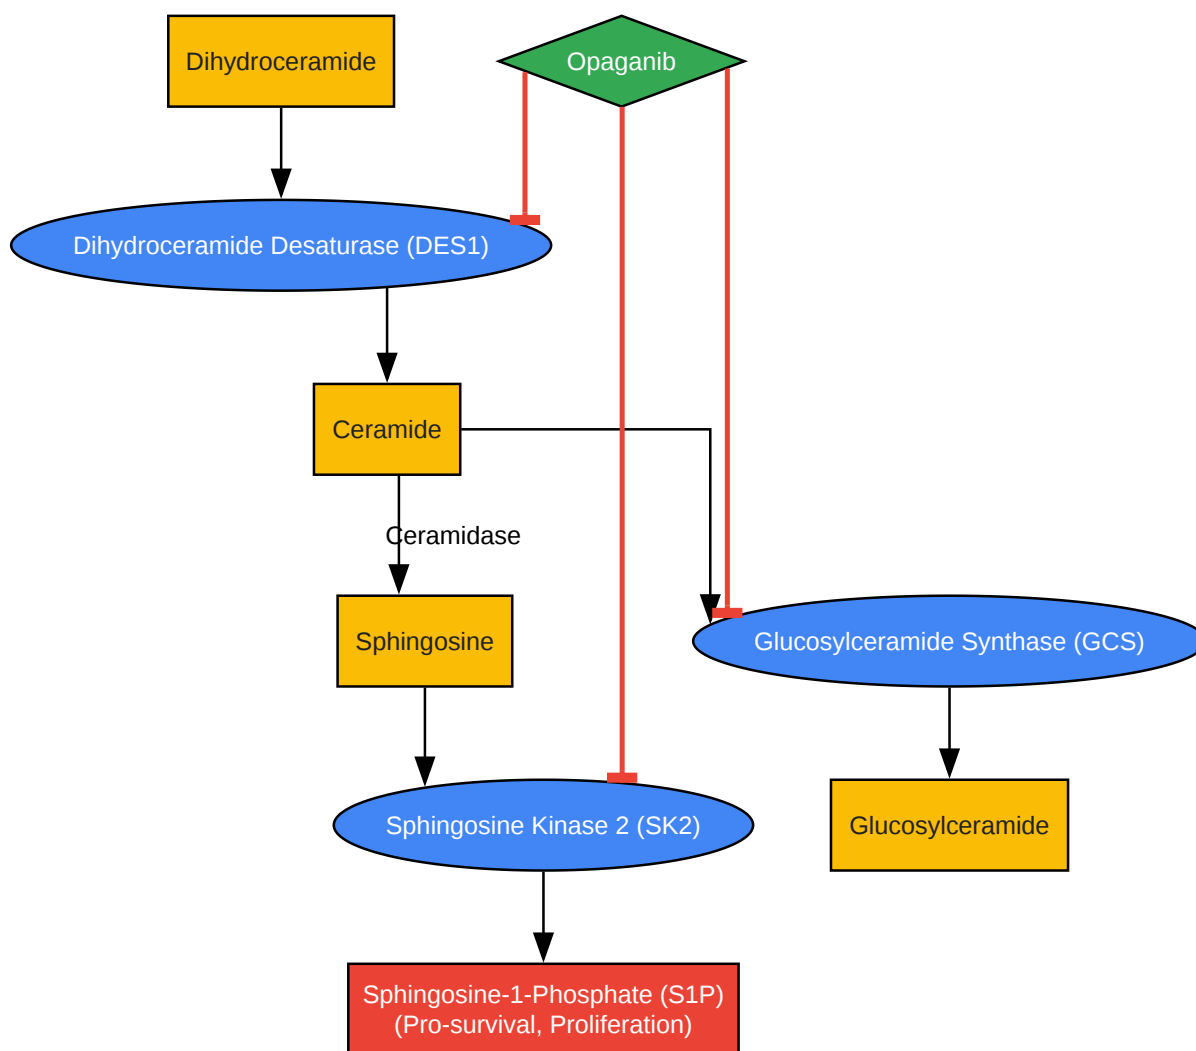 Dihydroceramide
Opaganib
Dihydroceramide Desaturase (DES1)
Ceramide
Ceramidase
Sphingosine
Glucosylceramide Synthase (GCS)
Sphingosine Kinase 2 (SK2)
Glucosylceramide
Sphingosine-1-Phosphate (S1P)
(Pro-survival, Proliferation)